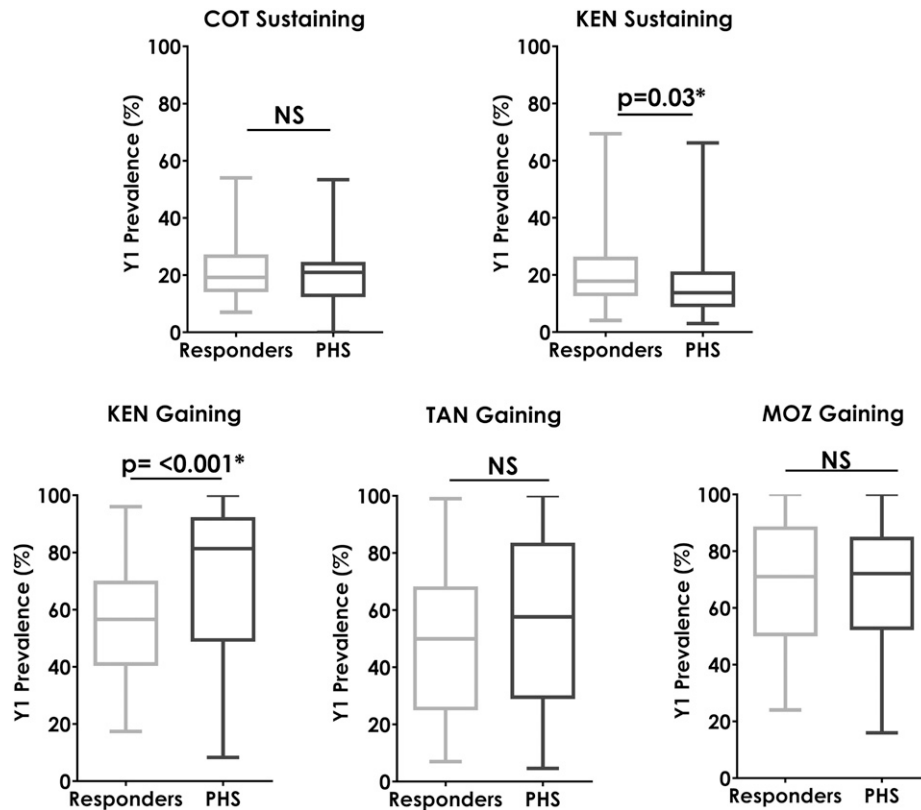 COT Sustaining
Y1 Prevalence (%)
100
80
60
40
20
0
NS
Responders
PHS
KEN Sustaining
Y1 Prevalence (%)
100
80
60
40
20
0
p=0.03*
Responders
PHS
KEN Gaining
Y1 Prevalence (%)
100
80
60
40
20
0
p= <0.001*
Responders
PHS
TAN Gaining
Y1 Prevalence (%)
100
80
60
40
20
0
NS
Responders
PHS
MOZ Gaining
Y1 Prevalence (%)
100
80
60
40
20
0
NS
Responders
PHS